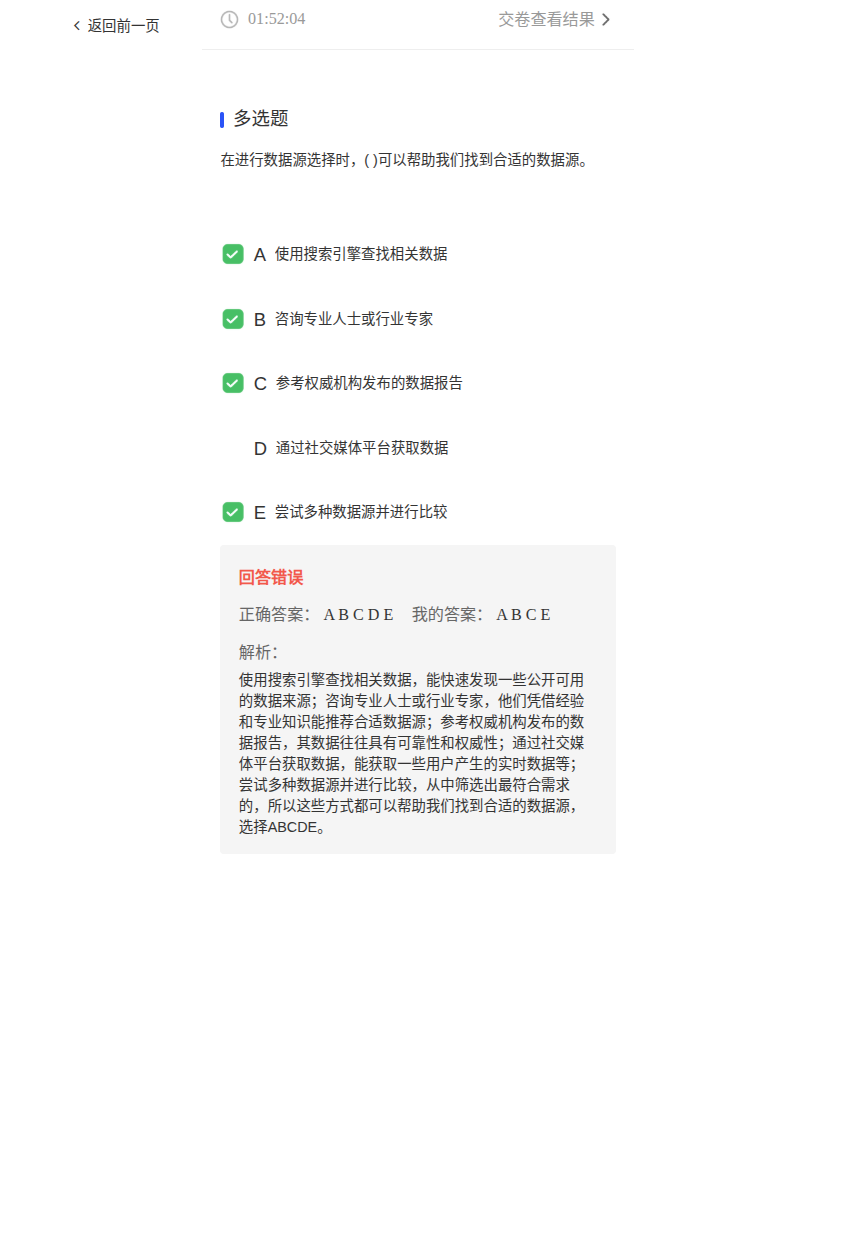 返回前一页
01:52:04
交卷查看结果
多选题
在进行数据源选择时，( )可以帮助我们找到合适的数据源。
A 使用搜索引擎查找相关数据
B 咨询专业人士或行业专家
C 参考权威机构发布的数据报告
D 通过社交媒体平台获取数据
E 尝试多种数据源并进行比较
回答错误
正确答案： A B C D E 我的答案： A B C E
解析：
使用搜索引擎查找相关数据，能快速发现一些公开可用
的数据来源；咨询专业人士或行业专家，他们凭借经验
和专业知识能推荐合适数据源；参考权威机构发布的数
据报告，其数据往往具有可靠性和权威性；通过社交媒
体平台获取数据，能获取一些用户产生的实时数据等；
尝试多种数据源并进行比较，从中筛选出最符合需求
的，所以这些方式都可以帮助我们找到合适的数据源，
选择ABCDE。